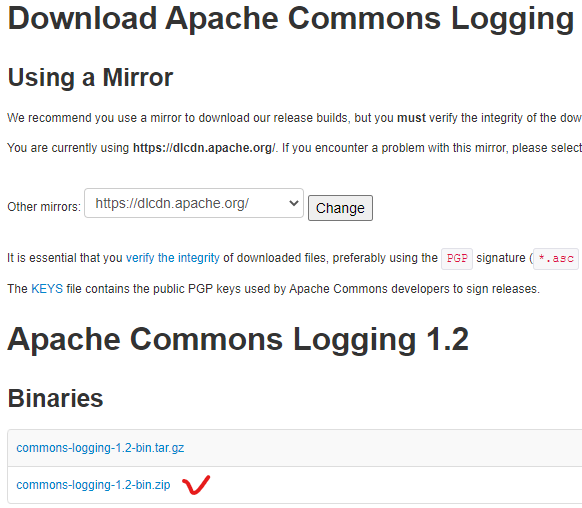 Download Apache Commons Logging
Using a Mirror
We recommend you use a mirror to download our release builds, but you must verify the integrity of the dow
You are currently using https://dlcdn.apache.org/. If you encounter a problem with this mirror, please select
Other mirrors: https://dlcdn.apache.org/ Change
It is essential that you verify the integrity of downloaded files, preferably using the PGP signature (*.asc
The KEYS file contains the public PGP keys used by Apache Commons developers to sign releases.
Apache Commons Logging 1.2
Binaries
commons-logging-1.2-bin.tar.gz
commons-logging-1.2-bin.zip